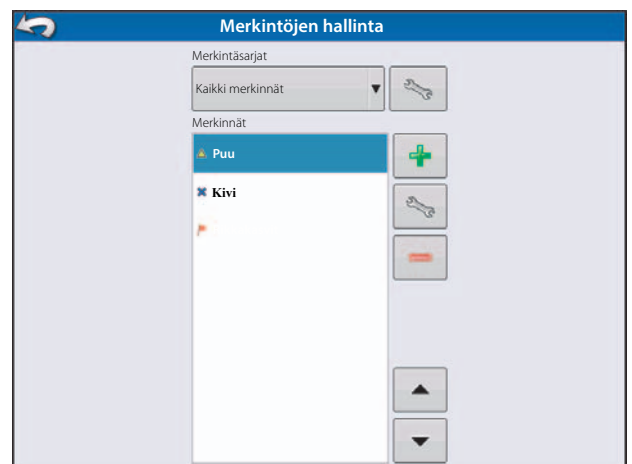 Merkintöjen hallinta
Merkintäsarjat
Kaikki merkinnät
Merkinnät
Puu
Kivi